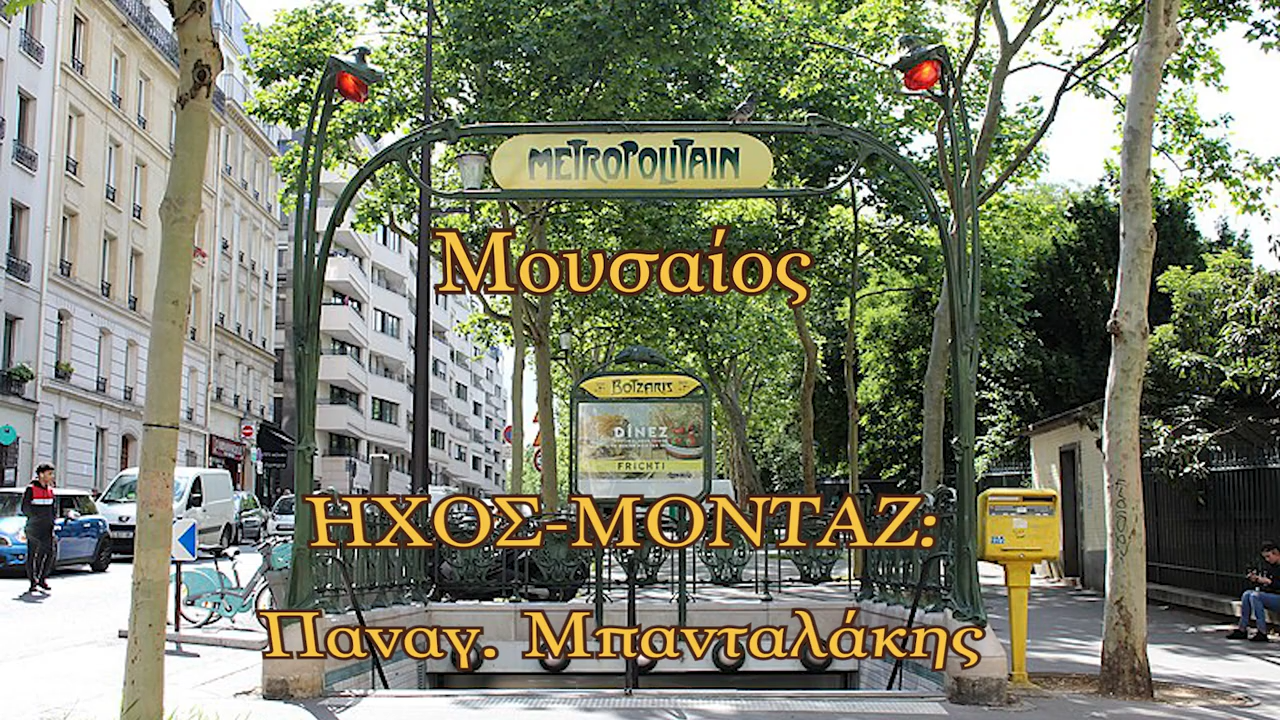 METROPOLITAIN
Μουσαίος
BOTZARIS
DÎNEZ
FRICHTI
ΗΧΟΣ-ΜΟΝΤΑΖ:
Παναγ. Μπανταλάκης